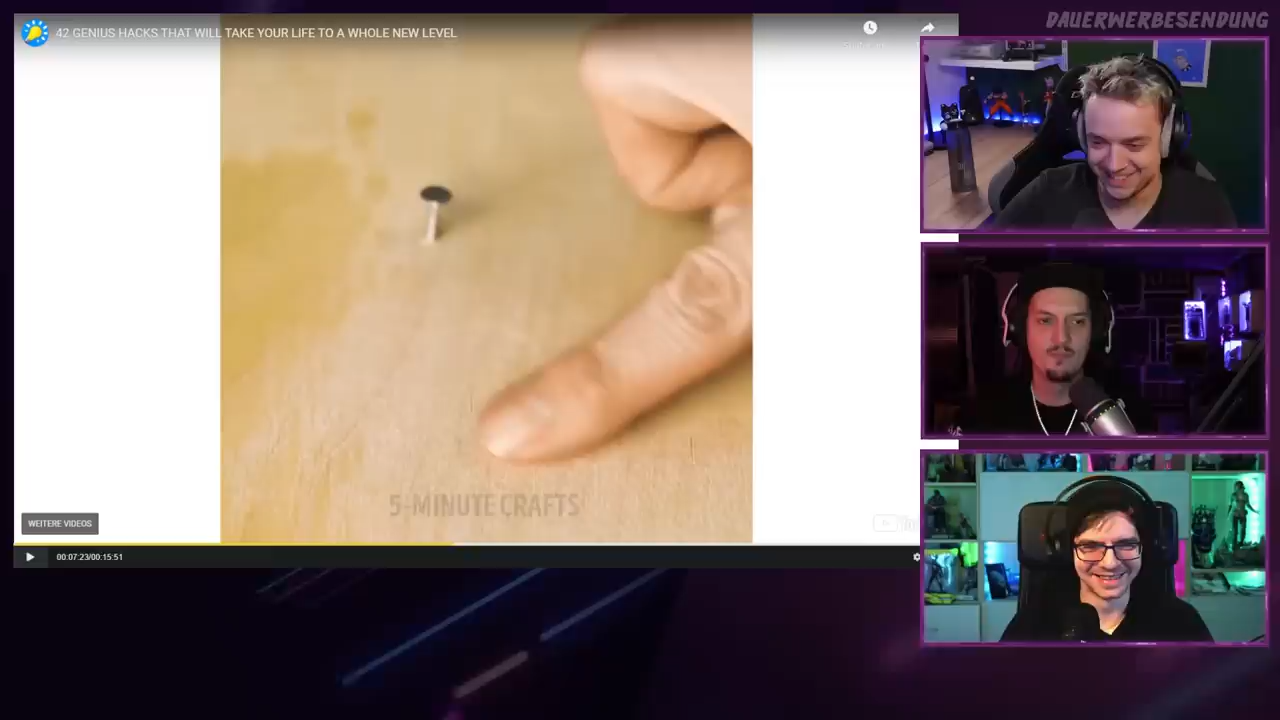 DAUERWERBESENDUNG
42 GENIUS HACKS THAT WILL TAKE YOUR LIFE TO A WHOLE NEW LEVEL
5-MINUTE CRAFTS
WEITERE VIDEOS
00:07:23/00:15:51